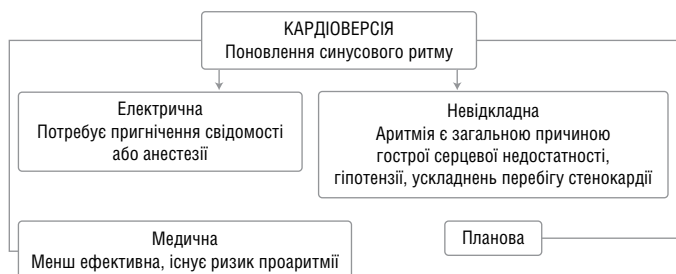 КАРДІОВЕРСІЯ
Поновлення синусового ритму
Електрична
Потребує пригнічення свідомості
або анестезії
Невідкладна
Аритмія є загальною причиною
гострої серцевої недостатності,
гіпотензії, ускладнень перебігу стенокардії
Медична
Менш ефективна, існує ризик проаритмії
Планова